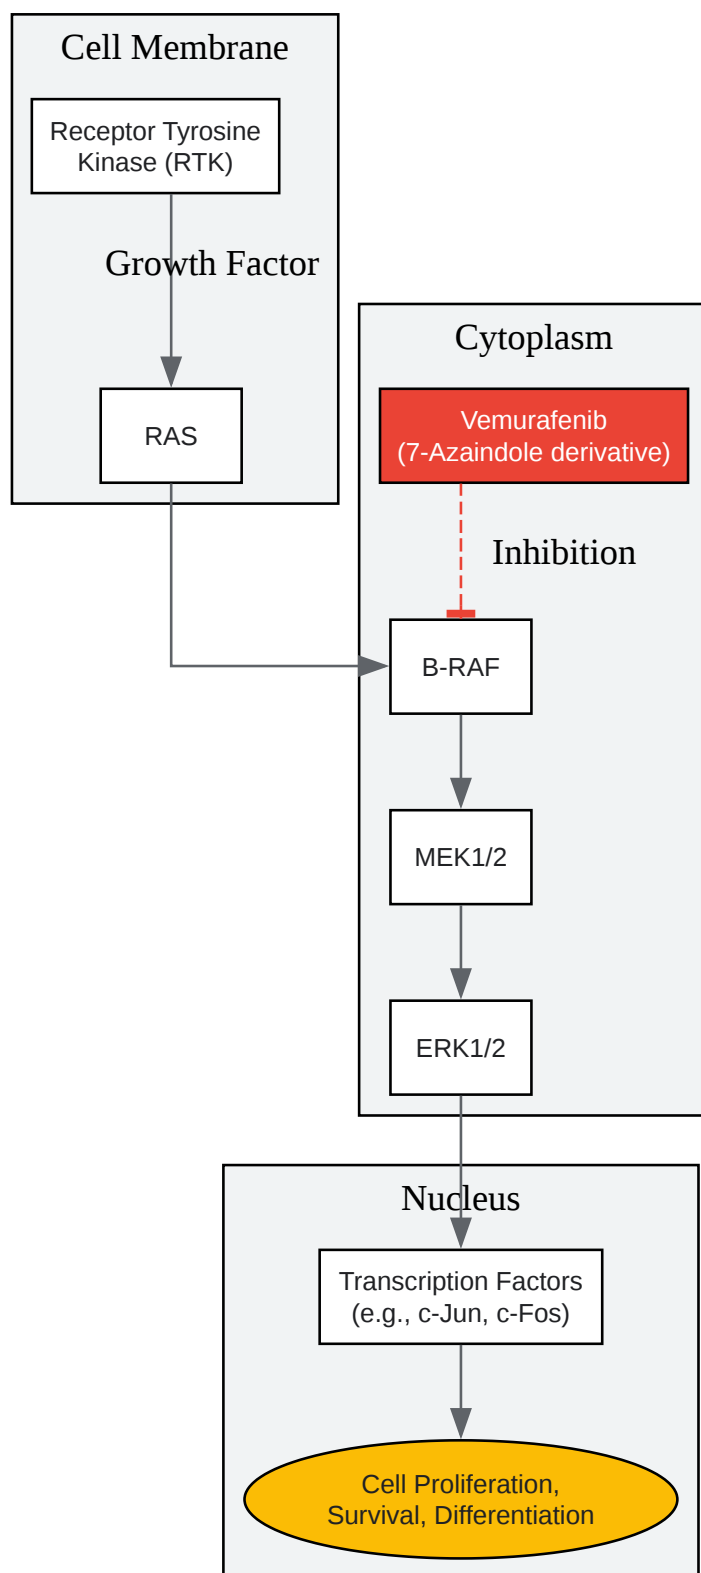 Cell Membrane
Receptor Tyrosine
Kinase (RTK)
Growth Factor
RAS
Cytoplasm
Vemurafenib
(7-Azaindole derivative)
Inhibition
B-RAF
MEK1/2
ERK1/2
Nucleus
Transcription Factors
(e.g., c-Jun, c-Fos)
Cell Proliferation,
Survival, Differentiation